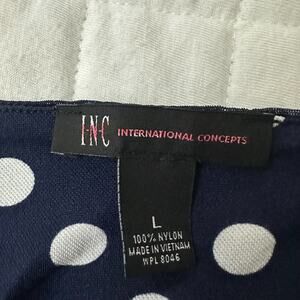 I·N·C INTERNATIONAL CONCEPTS
L
100% NYLON
MADE IN VIETNAM
WPL 8046